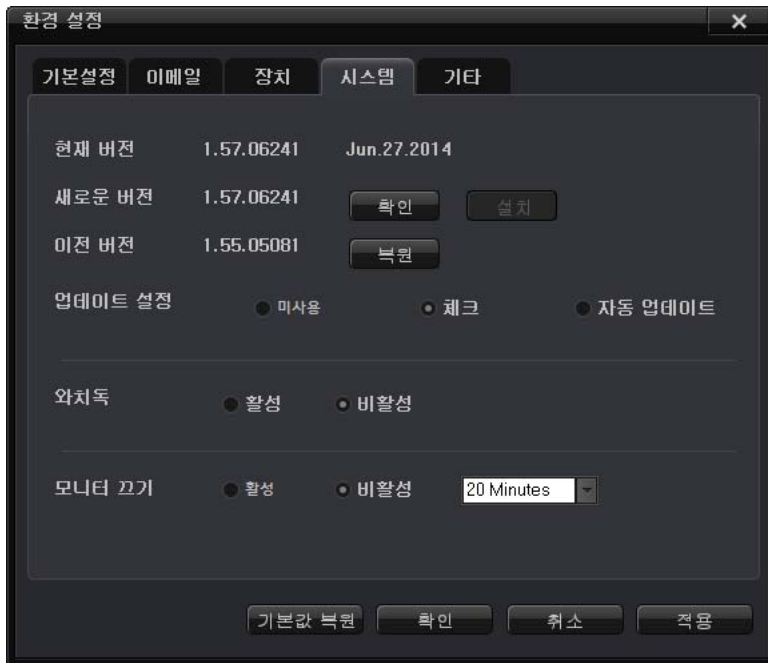 환경 설정
기본설정 이메일 장치 시스템 기타
현재 버전 1.57.06241 Jun.27.2014
새로운 버전 1.57.06241 확인 설치
이전 버전 1.55.05081 복원
업데이트 설정 미사용 체크 자동 업데이트
와치독 활성 비활성
모니터 끄기 활성 비활성 20 Minutes
기본값 복원 확인 취소 적용